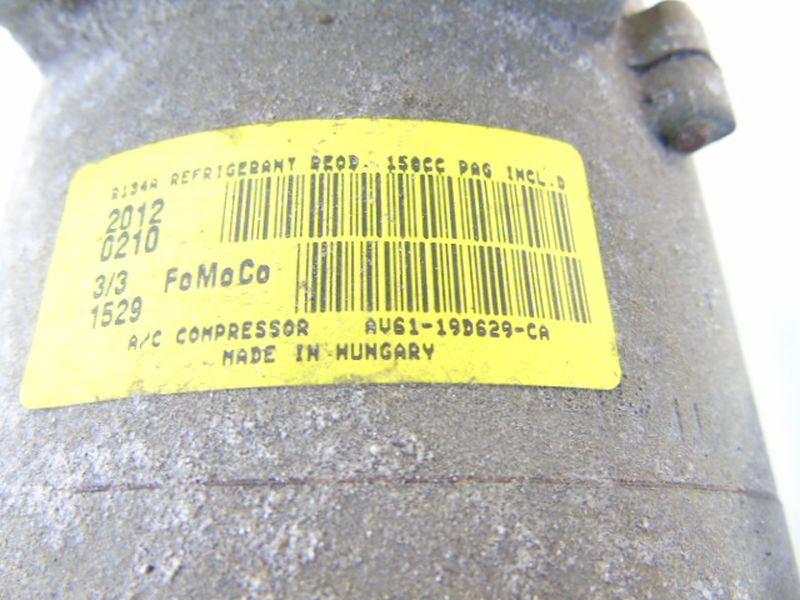 R134A REFRIGERANT REQD. 150CC PAG INCL.D
2012
0210
3/3 FoMoCo
1529
A/C COMPRESSOR AV61-19D629-CA
MADE IN HUNGARY